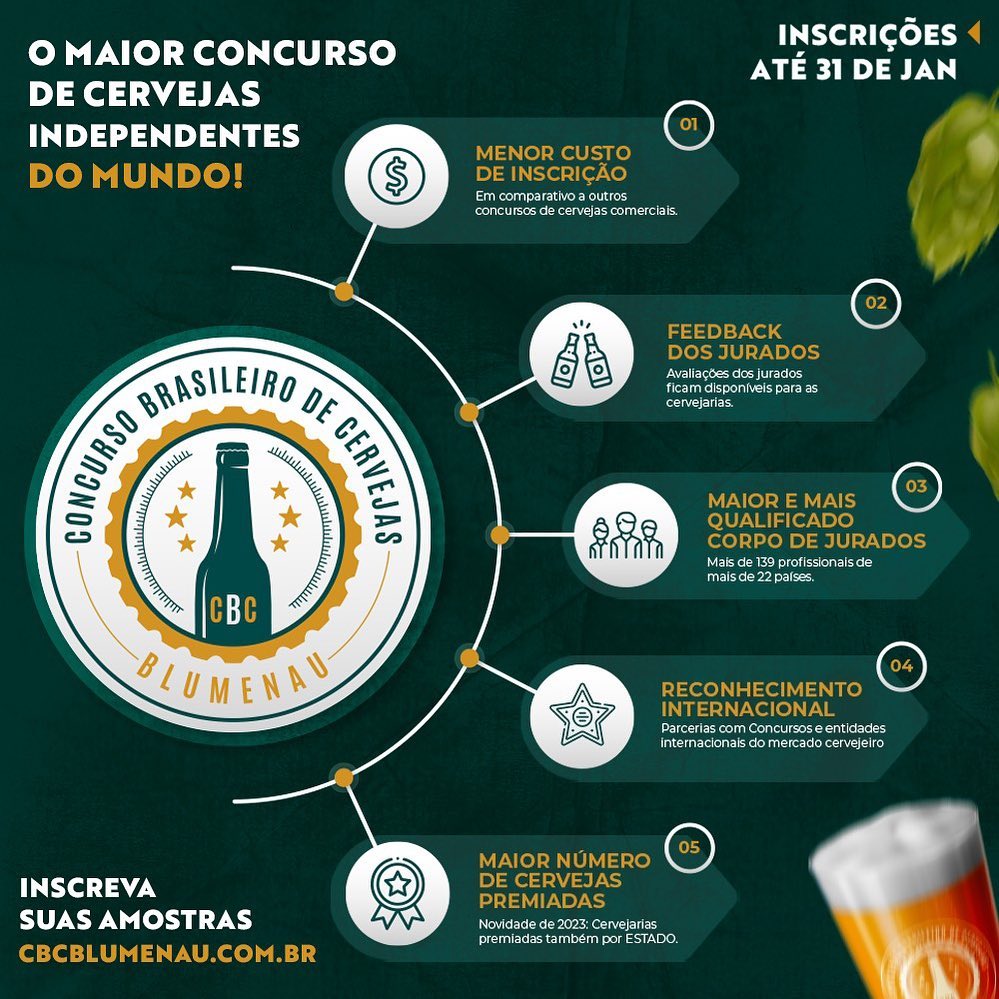 O MAIOR CONCURSO
DE CERVEJAS
INDEPENDENTES
DO MUNDO!
INSCRIÇÕES
ATÉ 31 DE JAN
01
MENOR CUSTO
DE INSCRIÇÃO
Em comparativo a outros
concursos de cervejas comerciais.
02
FEEDBACK
DOS JURADOS
Avaliações dos jurados
ficam disponíveis para as
cervejarias.
CONCURSO BRASILEIRO DE CERVEJAS
CBC
BLUMENAU
03
MAIOR E MAIS
QUALIFICADO
CORPO DE JURADOS
Mais de 139 profissionais de
mais de 22 países.
04
RECONHECIMENTO
INTERNACIONAL
Parcerias com Concursos e entidades
internacionais do mercado cervejeiro
05
MAIOR NÚMERO
DE CERVEJAS
PREMIADAS
Novidade de 2023: Cervejarias
premiadas também por ESTADO.
INSCREVA
SUAS AMOSTRAS
CBCBLUMENAU.COM.BR